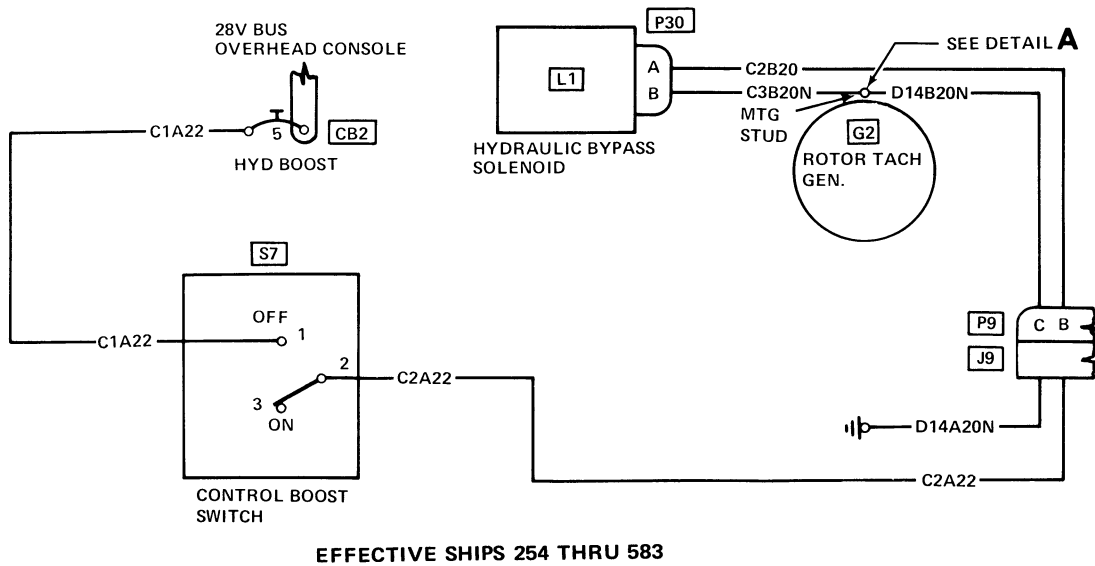 28V BUS
OVERHEAD CONSOLE
C1A22
5
CB2
HYD BOOST
P30
L1
A
B
C2B20
C3B20N
SEE DETAIL A
D14B20N
MTG
STUD
G2
ROTOR TACH
GEN.
HYDRAULIC BYPASS
SOLENOID
S7
OFF
1
C1A22
2
C2A22
3
ON
CONTROL BOOST
SWITCH
P9
C B
J9
D14A20N
C2A22
EFFECTIVE SHIPS 254 THRU 583